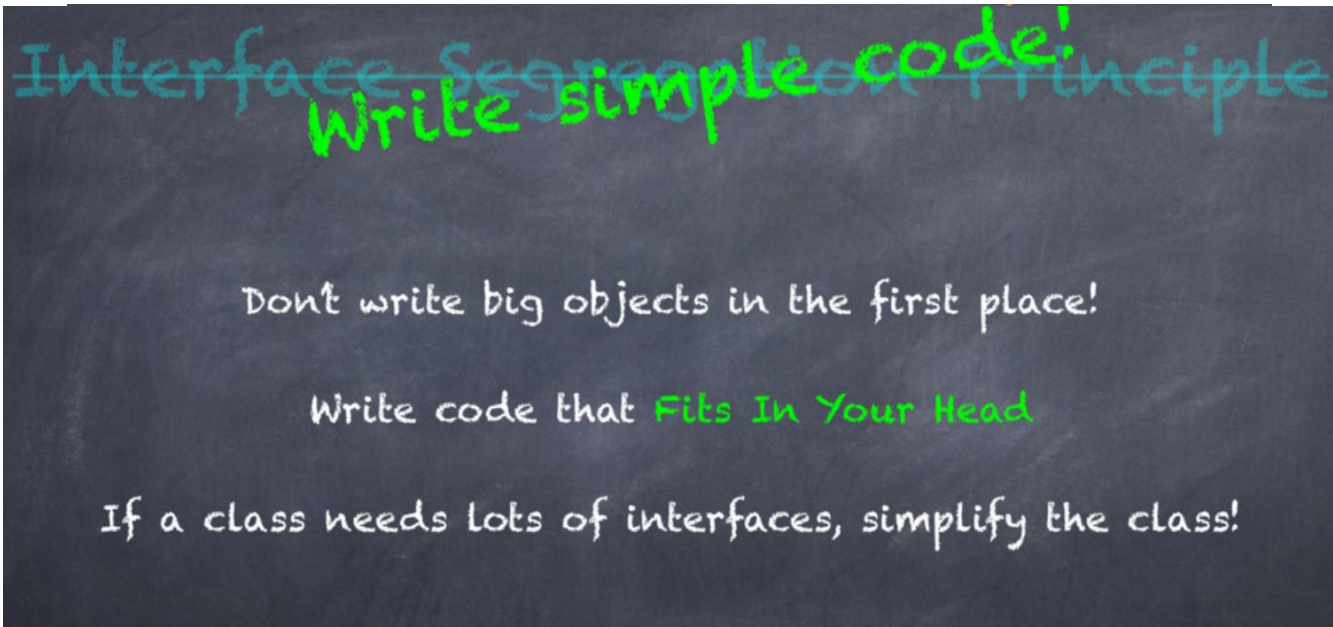 Interface Segregation Principle
Write simple code!
Don't write big objects in the first place!
Write code that Fits In Your Head
If a class needs lots of interfaces, simplify the class!